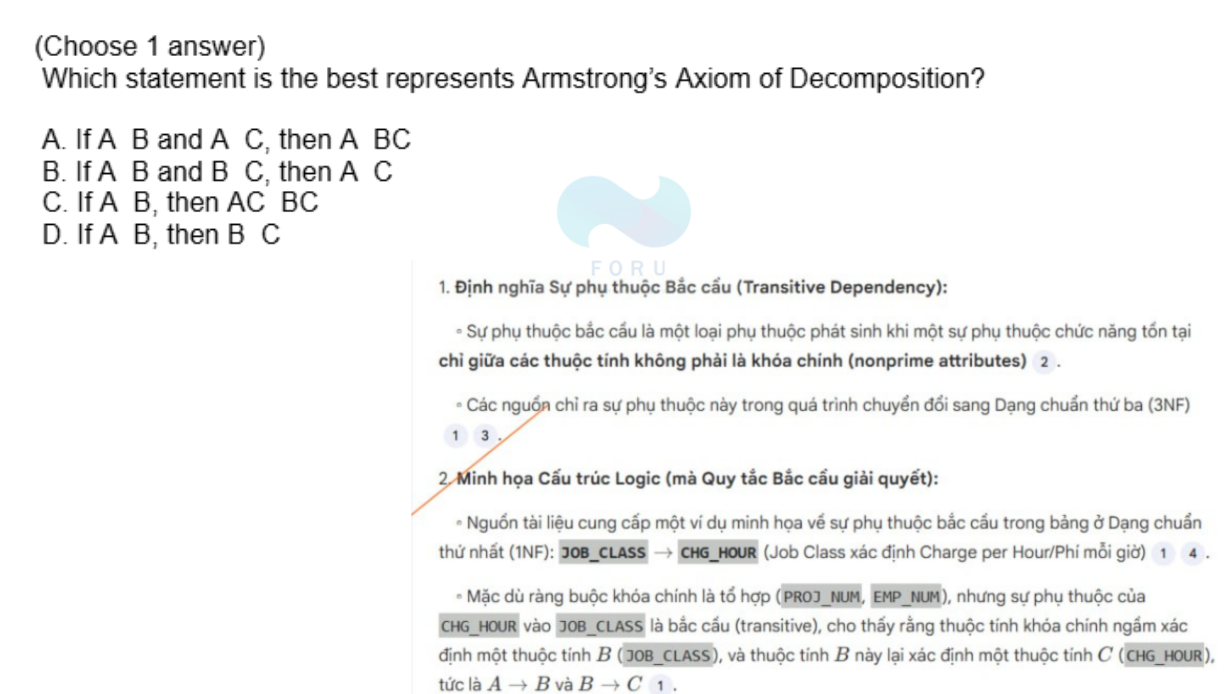 (Choose 1 answer)
Which statement is the best represents Armstrong's Axiom of Decomposition?
A. If A B and A C, then A BC
B. If A B and B C, then A C
C. If A B, then AC BC
D. If A B, then B C
FORU
1. Định nghĩa Sự phụ thuộc Bắc cầu (Transitive Dependency):
◦ Sự phụ thuộc bắc cầu là một loại phụ thuộc phát sinh khi một sự phụ thuộc chức năng tồn tại
chỉ giữa các thuộc tính không phải là khóa chính (nonprime attributes) 2 .
◦ Các nguồn chỉ ra sự phụ thuộc này trong quá trình chuyển đổi sang Dạng chuẩn thứ ba (3NF)
1 3 .
2. Minh họa Cấu trúc Logic (mà Quy tắc Bắc cầu giải quyết):
◦ Nguồn tài liệu cung cấp một ví dụ minh họa về sự phụ thuộc bắc cầu trong bảng ở Dạng chuẩn
thứ nhất (1NF): JOB_CLASS → CHG_HOUR (Job Class xác định Charge per Hour/Phí mỗi giờ) 1 4 .
◦ Mặc dù ràng buộc khóa chính là tổ hợp (PROJ_NUM, EMP_NUM), nhưng sự phụ thuộc của
CHG_HOUR vào JOB_CLASS là bắc cầu (transitive), cho thấy rằng thuộc tính khóa chính ngầm xác
định một thuộc tính B (JOB_CLASS), và thuộc tính B này lại xác định một thuộc tính C (CHG_HOUR),
tức là A → B và B → C 1 .